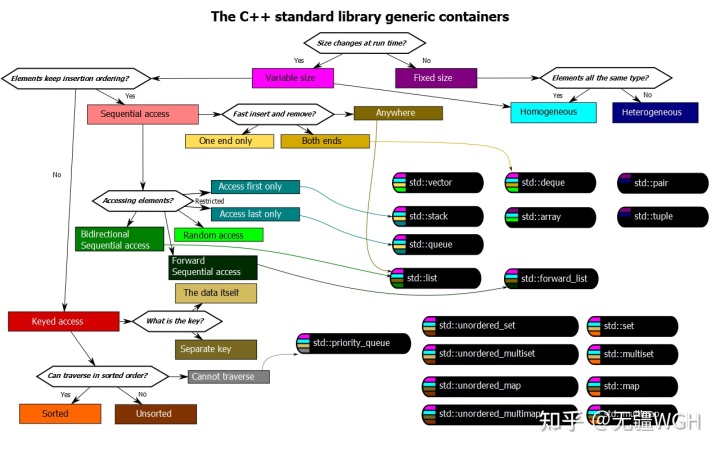 The C++ standard library generic containers
Size changes at run time?
Yes
No
Elements keep insertion ordering?
Variable size
Fixed size
Elements all the same type?
Yes
Yes
No
Sequential access
Fast insert and remove?
Anywhere
Homogeneous
Heterogeneous
One end only
Both ends
No
Access first only
std::vector
std::deque
std::pair
Accessing elements?
Restricted
Access last only
std::stack
std::array
std::tuple
Bidirectional
Sequential access
Random access
std::queue
Forward
Sequential access
std::list
std::forward_list
The data itself
Keyed access
What is the key?
std::unordered_set
std::set
Separate key
std::priority_queue
std::unordered_multiset
std::multiset
Can traverse in sorted order?
Cannot traverse
std::unordered_map
std::map
Yes
No
Sorted
Unsorted
std::unordered_multimap
std::multimap
知乎 @无疆WGH